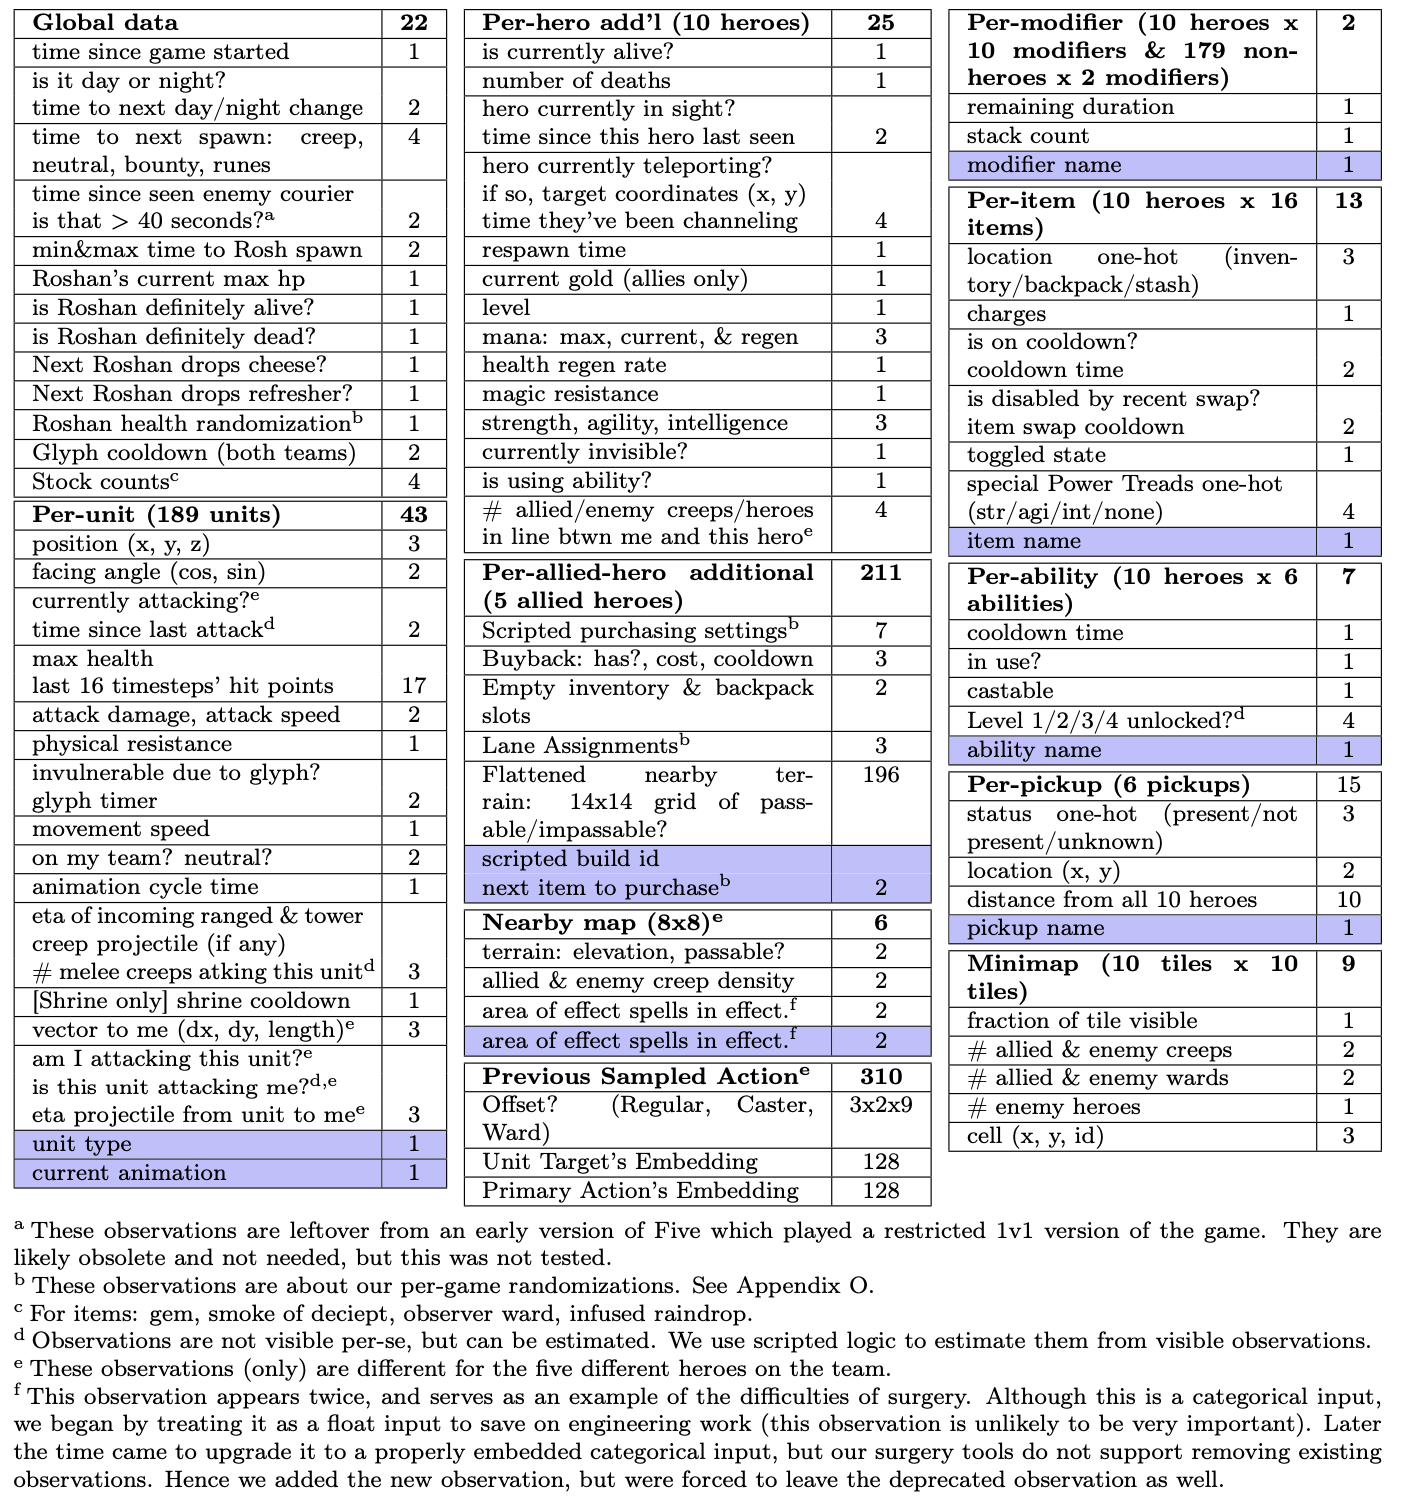 Global data 22
time since game started 1
is it day or night?
time to next day/night change 2
time to next spawn: creep, 4
neutral, bounty, runes
time since seen enemy courier
is that > 40 seconds?a 2
min&max time to Rosh spawn 2
Roshan's current max hp 1
is Roshan definitely alive? 1
is Roshan definitely dead? 1
Next Roshan drops cheese? 1
Next Roshan drops refresher? 1
Roshan health randomizationb 1
Glyph cooldown (both teams) 2
Stock countsc 4
Per-unit (189 units) 43
position (x, y, z) 3
facing angle (cos, sin) 2
currently attacking?e
time since last attackd 2
max health
last 16 timesteps' hit points 17
attack damage, attack speed 2
physical resistance 1
invulnerable due to glyph?
glyph timer 2
movement speed 1
on my team? neutral? 2
animation cycle time 1
eta of incoming ranged & tower
creep projectile (if any)
# melee creeps atking this unitd 3
[Shrine only] shrine cooldown 1
vector to me (dx, dy, length)e 3
am I attacking this unit?e
is this unit attacking me?d,e
eta projectile from unit to mee 3
unit type 1
current animation 1
Per-hero add'l (10 heroes) 25
is currently alive? 1
number of deaths 1
hero currently in sight?
time since this hero last seen 2
hero currently teleporting?
if so, target coordinates (x, y)
time they've been channeling 4
respawn time 1
current gold (allies only) 1
level 1
mana: max, current, & regen 3
health regen rate 1
magic resistance 1
strength, agility, intelligence 3
currently invisible? 1
is using ability? 1
# allied/enemy creeps/heroes 4
in line btwn me and this heroe
Per-allied-hero additional 211
(5 allied heroes)
Scripted purchasing settingsb 7
Buyback: has?, cost, cooldown 3
Empty inventory & backpack 2
slots
Lane Assignmentsb 3
Flattened nearby ter- 196
rain: 14x14 grid of pass-
able/impassable?
scripted build id
next item to purchaseb 2
Nearby map (8x8)e 6
terrain: elevation, passable? 2
allied & enemy creep density 2
area of effect spells in effect.f 2
area of effect spells in effect.f 2
Previous Sampled Actione 310
Offset? (Regular, Caster, 3x2x9
Ward)
Unit Target's Embedding 128
Primary Action's Embedding 128
Per-modifier (10 heroes x 2
10 modifiers & 179 non-
heroes x 2 modifiers)
remaining duration 1
stack count 1
modifier name 1
Per-item (10 heroes x 16 13
items)
location one-hot (inven- 3
tory/backpack/stash)
charges 1
is on cooldown?
cooldown time 2
is disabled by recent swap?
item swap cooldown 2
toggled state 1
special Power Treads one-hot
(str/agi/int/none) 4
item name 1
Per-ability (10 heroes x 6 7
abilities)
cooldown time 1
in use? 1
castable 1
Level 1/2/3/4 unlocked?d 4
ability name 1
Per-pickup (6 pickups) 15
status one-hot (present/not 3
present/unknown)
location (x, y) 2
distance from all 10 heroes 10
pickup name 1
Minimap (10 tiles x 10 9
tiles)
fraction of tile visible 1
# allied & enemy creeps 2
# allied & enemy wards 2
# enemy heroes 1
cell (x, y, id) 3
a These observations are leftover from an early version of Five which played a restricted 1v1 version of the game. They are
likely obsolete and not needed, but this was not tested.
b These observations are about our per-game randomizations. See Appendix O.
c For items: gem, smoke of deciept, observer ward, infused raindrop.
d Observations are not visible per-se, but can be estimated. We use scripted logic to estimate them from visible observations.
e These observations (only) are different for the five different heroes on the team.
f This observation appears twice, and serves as an example of the difficulties of surgery. Although this is a categorical input,
we began by treating it as a float input to save on engineering work (this observation is unlikely to be very important). Later
the time came to upgrade it to a properly embedded categorical input, but our surgery tools do not support removing existing
observations. Hence we added the new observation, but were forced to leave the deprecated observation as well.